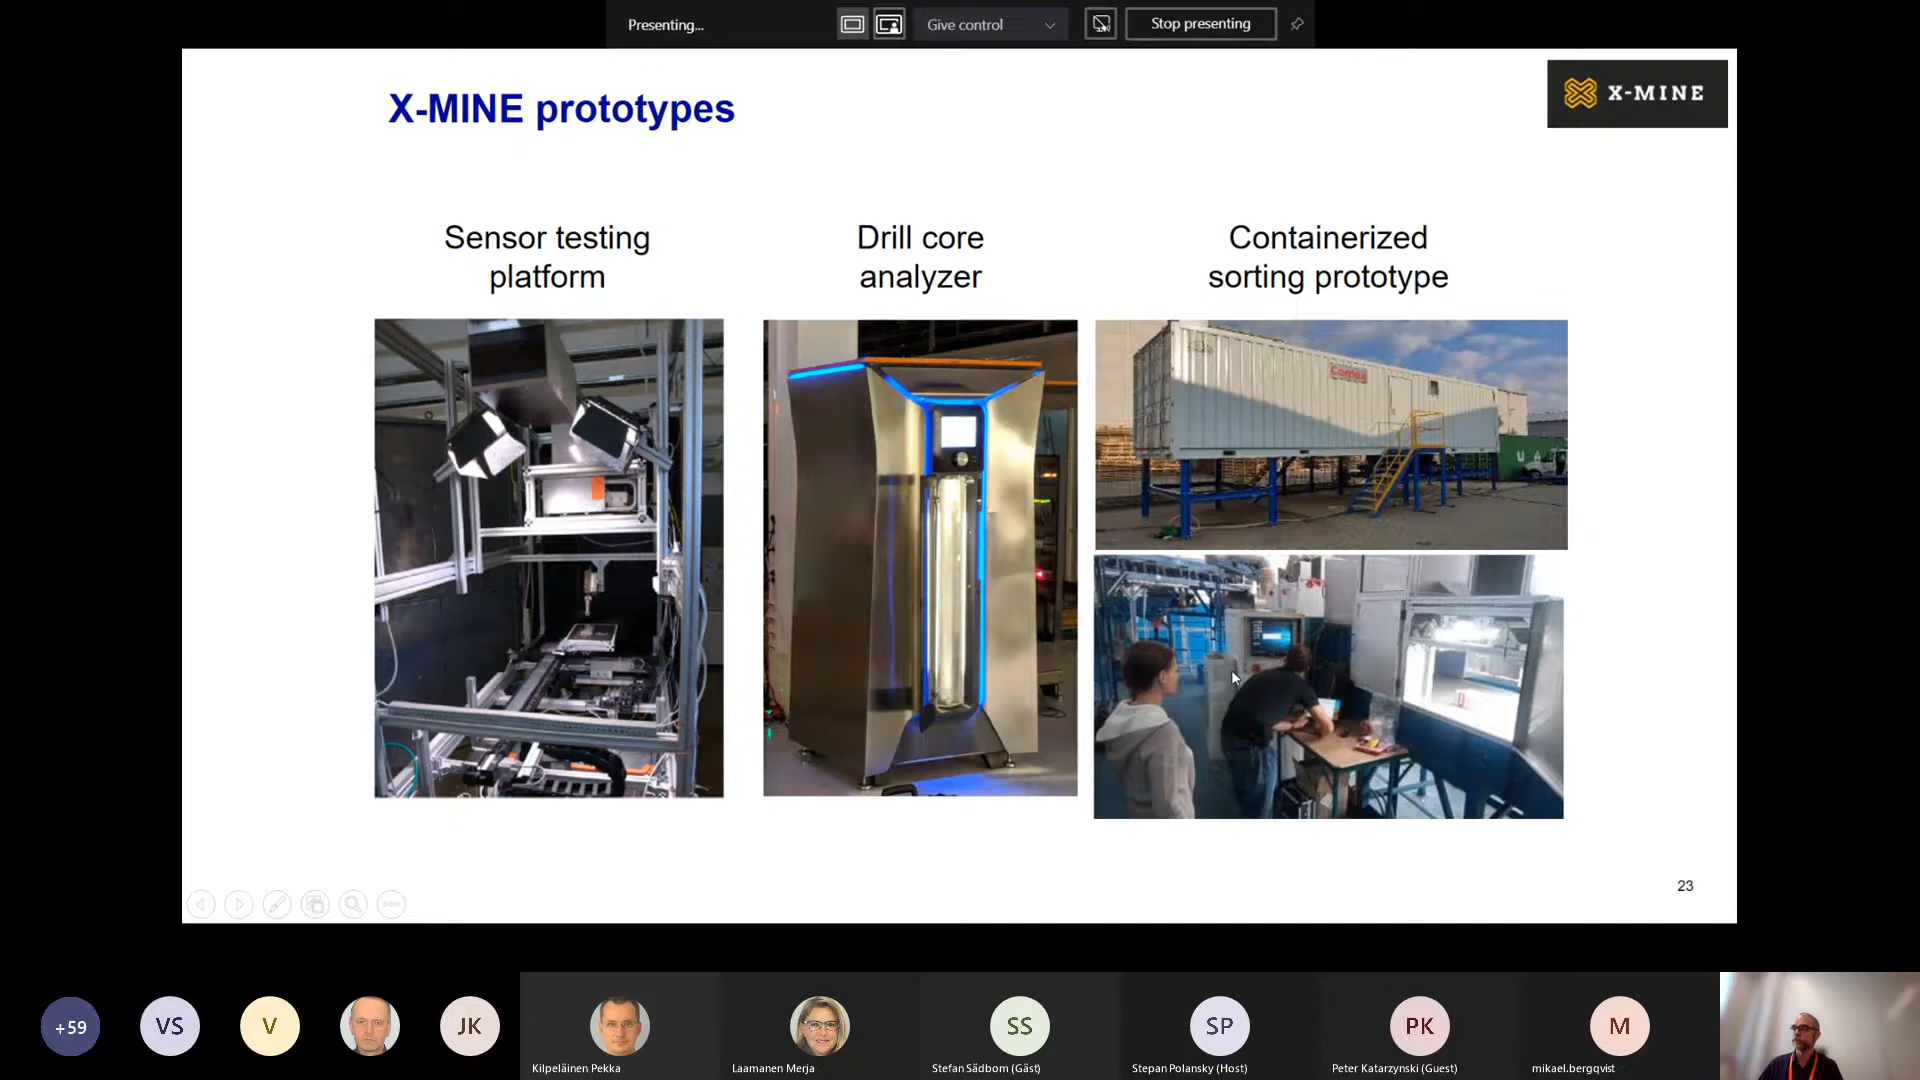 Presenting...
Give control
Stop presenting
X-MINE prototypes
X-MINE
Sensor testing
platform
Drill core
analyzer
Containerized
sorting prototype
Comex
U A
23
+59
VS
V
JK
SS
SP
PK
M
Kilpeläinen Pekka
Laamanen Merja
Stefan Sädbom (Gäst)
Stepan Polansky (Host)
Peter Katarzynski (Guest)
mikael.bergqvist